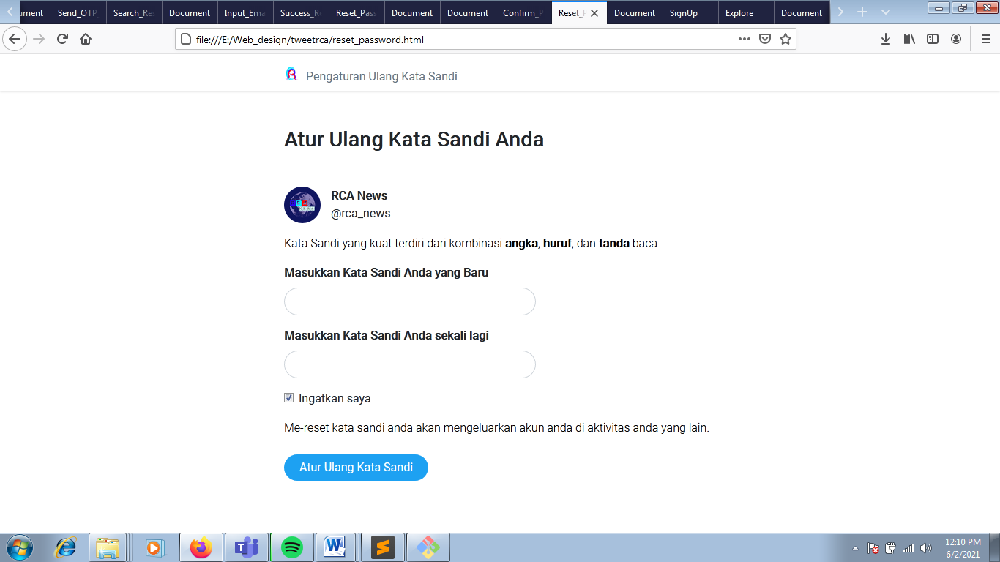 ument Send_OTP Search_Re Document Input_Ema Success_R Reset_Pass Document Document Confirm_P Reset_P Document SignUp Explore Document
file:///E:/Web_design/tweetrca/reset_password.html
Pengaturan Ulang Kata Sandi
Atur Ulang Kata Sandi Anda
RCA News
@rca_news
Kata Sandi yang kuat terdiri dari kombinasi angka, huruf, dan tanda baca
Masukkan Kata Sandi Anda yang Baru
Masukkan Kata Sandi Anda sekali lagi
Ingatkan saya
Me-reset kata sandi anda akan mengeluarkan akun anda di aktivitas anda yang lain.
Atur Ulang Kata Sandi
12:10 PM
6/2/2021